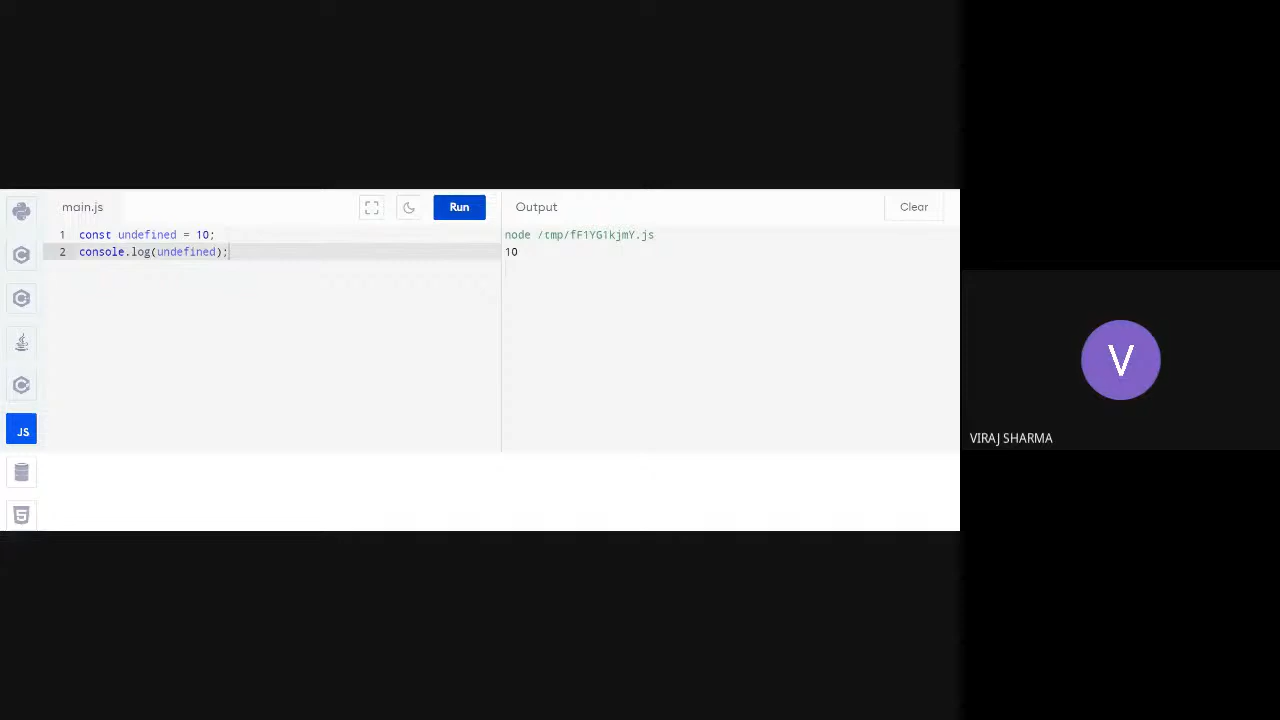 main.js
Run
1 const undefined = 10;
2 console.log(undefined);
JS
Output
Clear
node /tmp/fF1YG1kjmY.js
10
V
VIRAJ SHARMA